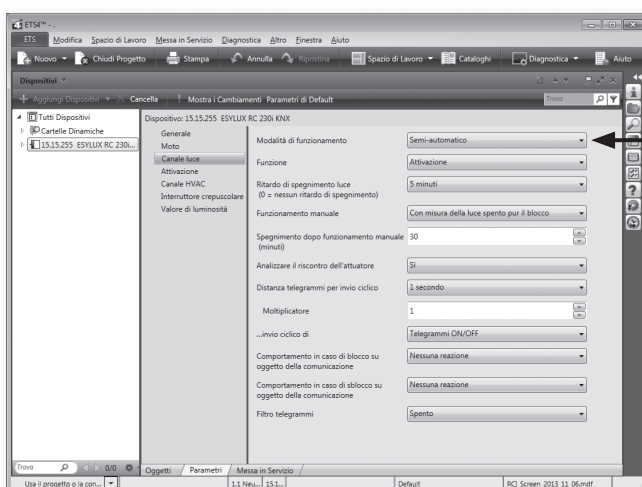 ETS4™ - .
ETS Modifica Spazio di Lavoro Messa in Servizio Diagnostica Altro Finestra Aiuto
Nuovo Chiudi Progetto Stampa Annulla Ripristina Spazio di Lavoro Cataloghi Diagnostica Aiuto
Dispositivi
Aggiungi Dispositivi Cancella Mostra i Cambiamenti Parametri di Default Trova
Tutti Dispositivi
Cartelle Dinamiche
15.15.255 ESYLUX RC 230i...
Dispositivo: 15.15.255 ESYLUX RC 230i KNX
Generale
Moto
Canale luce
Attivazione
Canale HVAC
Interruttore crepuscolare
Valore di luminosità
Modalità di funzionamento Semi-automatico
Funzione Attivazione
Ritardo di spegnimento luce 5 minuti
(0 = nessun ritardo di spegnimento)
Funzionamento manuale Con misura della luce spento pur il blocco
Spegnimento dopo funzionamento manuale 30
(minuti)
Analizzare il riscontro dell'attuatore Sì
Distanza telegrammi per invio ciclico 1 secondo
Moltiplicatore 1
...invio ciclico di Telegrammi ON/OFF
Comportamento in caso di blocco su Nessuna reazione
oggetto della comunicazione
Comportamento in caso di sblocco su Nessuna reazione
oggetto della comunicazione
Filtro telegrammi Spento
Trova 0/0 Oggetti Parametri Messa in Servizio
Usa il progetto o la con... 1.1 Neu... 15.1... Default RCI_Screen_2013_11_06.mdf